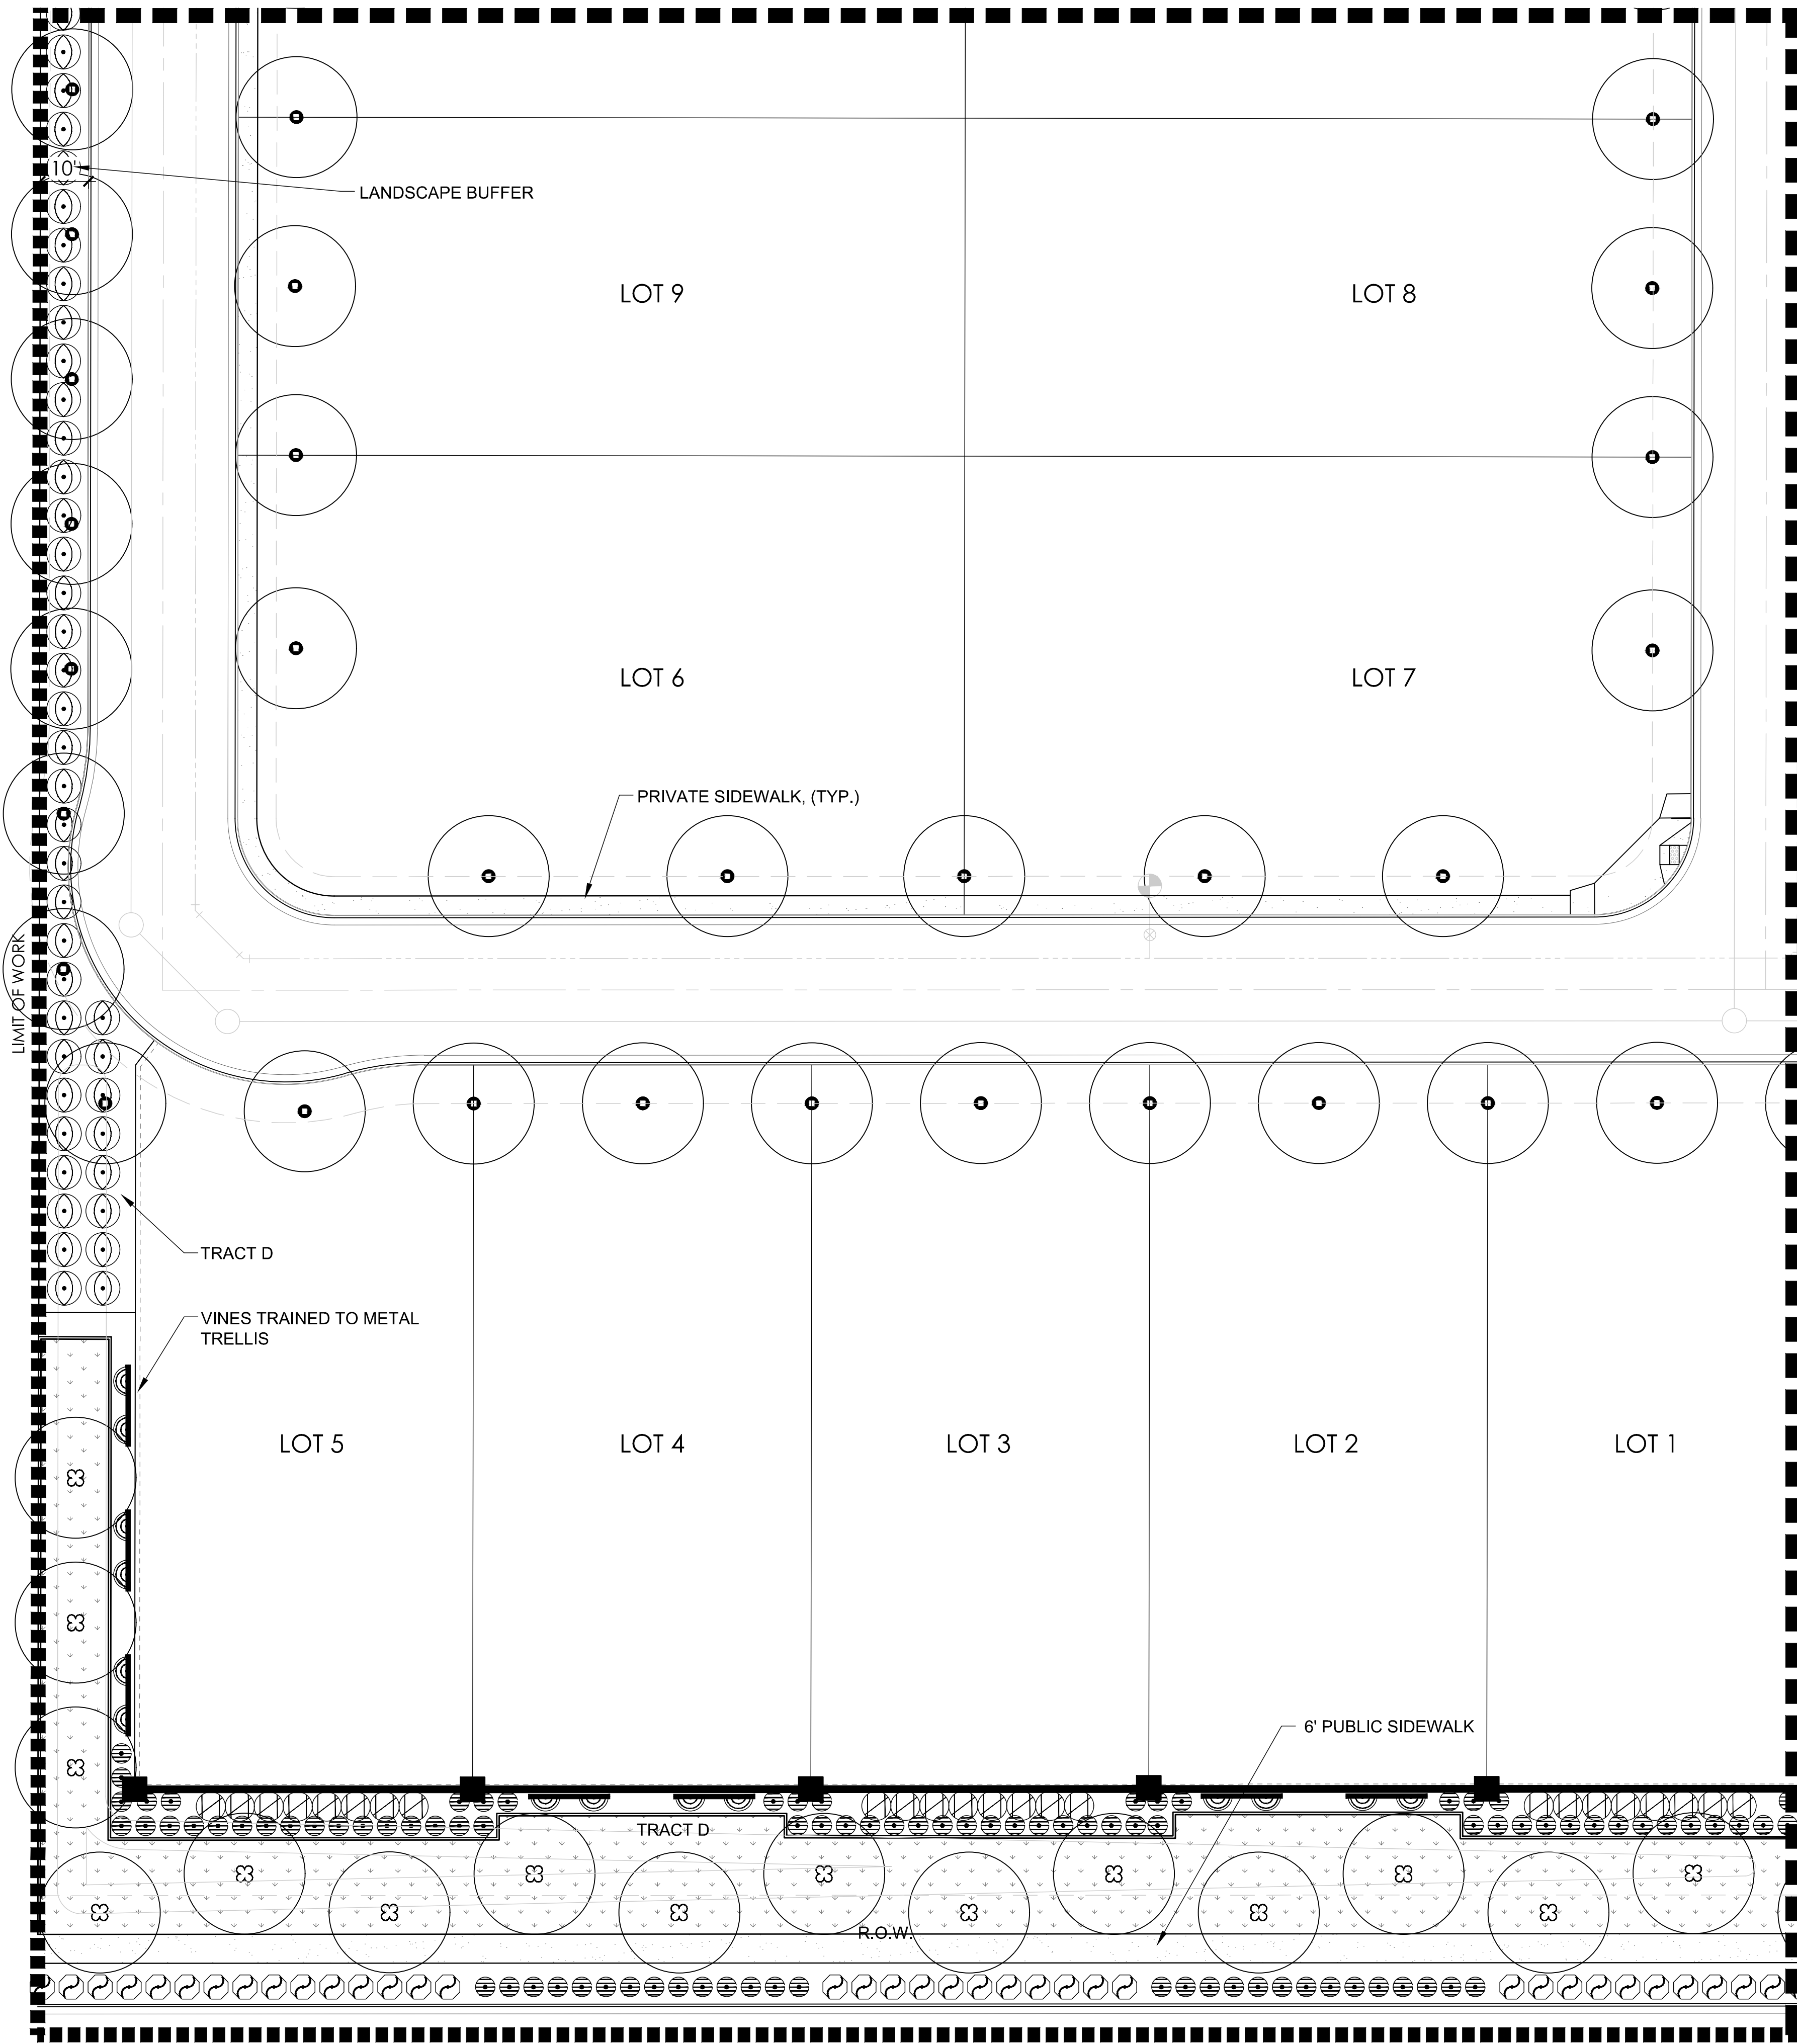 10'
LANDSCAPE BUFFER
LOT 9
LOT 8
LOT 6
LOT 7
PRIVATE SIDEWALK, (TYP.)
LIMIT OF WORK
TRACT D
VINES TRAINED TO METAL
TRELLIS
LOT 5
LOT 4
LOT 3
LOT 2
LOT 1
6' PUBLIC SIDEWALK
TRACT D
R.O.W.